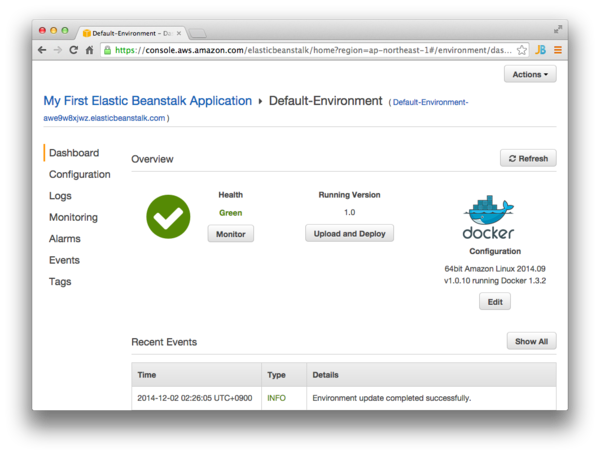 Default-Environment - Da
https://console.aws.amazon.com/elasticbeanstalk/home?region=ap-northeast-1#/environment/das...
JB
Actions
My First Elastic Beanstalk Application Default-Environment ( Default-Environment-
awe9w8xjwz.elasticbeanstalk.com )
Dashboard
Configuration
Logs
Monitoring
Alarms
Events
Tags
Overview
Refresh
Health
Green
Monitor
Running Version
1.0
Upload and Deploy
docker
Configuration
64bit Amazon Linux 2014.09
v1.0.10 running Docker 1.3.2
Edit
Recent Events
Show All
Time Type Details
2014-12-02 02:26:05 UTC+0900 INFO Environment update completed successfully.